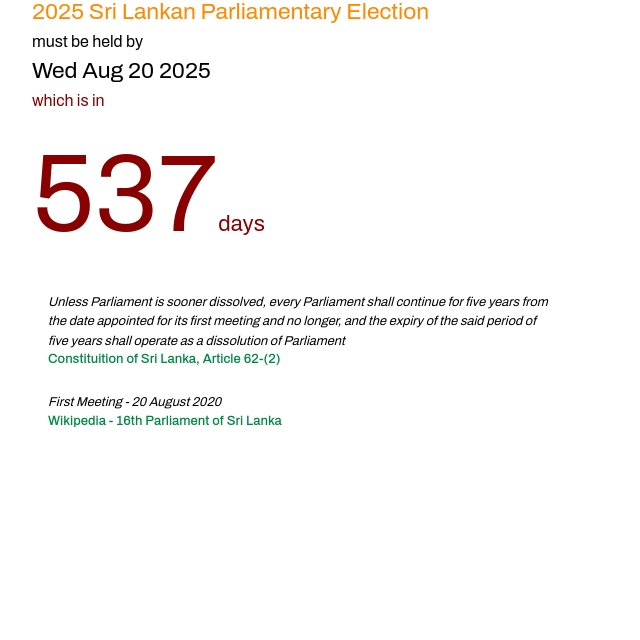 2025 Sri Lankan Parliamentary Election
must be held by
Wed Aug 20 2025
which is in
537 days
Unless Parliament is sooner dissolved, every Parliament shall continue for five years from
the date appointed for its first meeting and no longer, and the expiry of the said period of
five years shall operate as a dissolution of Parliament
Constituition of Sri Lanka, Article 62-(2)
First Meeting - 20 August 2020
Wikipedia - 16th Parliament of Sri Lanka